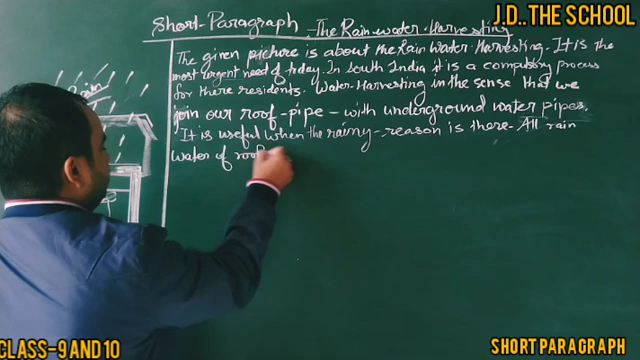 J.D..THE SCHOOL
Short-Paragraph - The Rain water Harvesting
The given picture is about the Rain Water Harvesting. It is the
most urgent need of today. In South India it is a compulsory process
for there residents. Water-Harvesting in the sense that we
join our roof-pipe - with underground water pipes.
It is useful when the rainy-reason is there. All rain
water of roof
Rain
CLASS-9 AND 10
SHORT PARAGRAPH